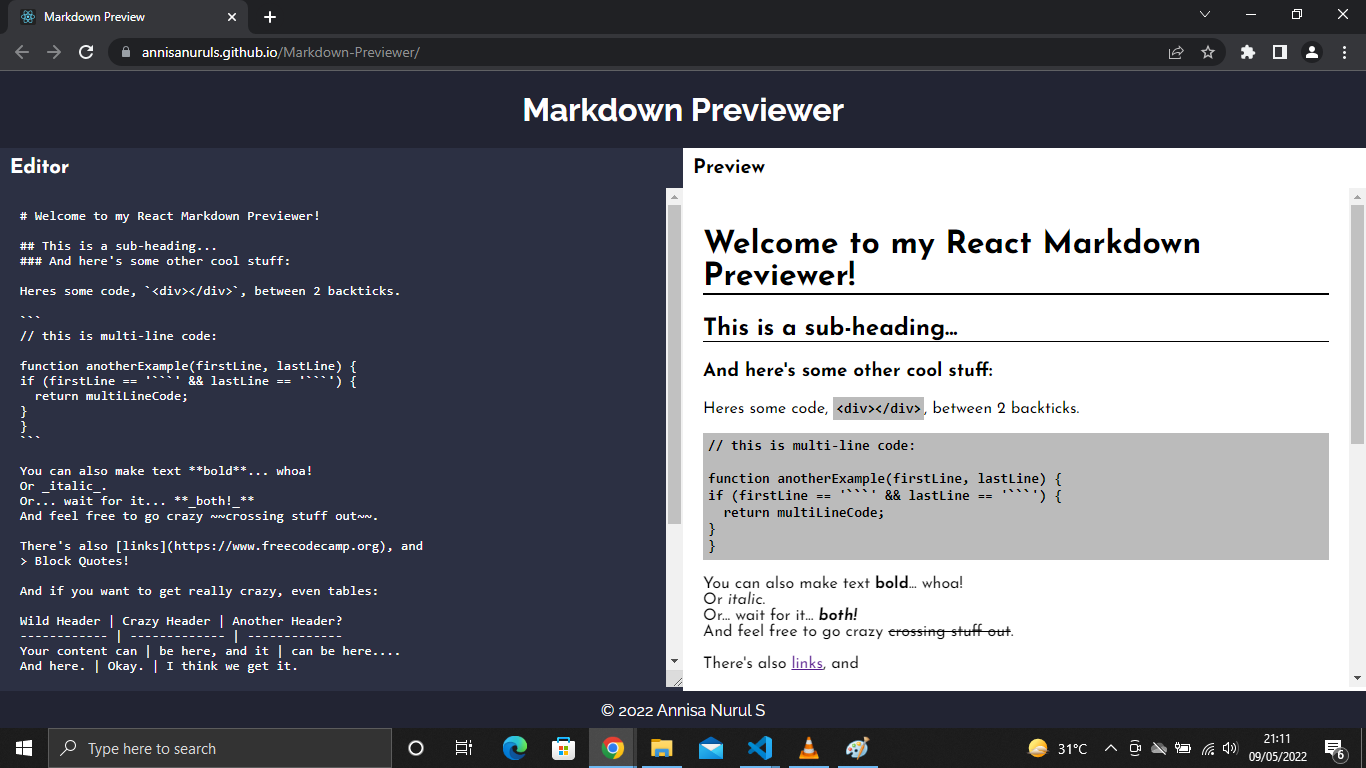 Markdown Preview
annisanuruls.github.io/Markdown-Previewer/
Markdown Previewer
Editor
# Welcome to my React Markdown Previewer!
## This is a sub-heading...
### And here's some other cool stuff:
Heres some code, `<div></div>`, between 2 backticks.
```
// this is multi-line code:
function anotherExample(firstLine, lastLine) {
if (firstLine == '```' && lastLine == '```') {
return multiLineCode;
}
}
```
You can also make text **bold**... whoa!
Or _italic_.
Or... wait for it... **_both!_**
And feel free to go crazy ~~crossing stuff out~~.
There's also [links](https://www.freecodecamp.org), and
> Block Quotes!
And if you want to get really crazy, even tables:
Wild Header | Crazy Header | Another Header?
------------ | ------------- | -------------
Your content can | be here, and it | can be here....
And here. | Okay. | I think we get it.
Preview
Welcome to my React Markdown
Previewer!
This is a sub-heading...
And here's some other cool stuff:
Heres some code, <div></div>, between 2 backticks.
// this is multi-line code:
function anotherExample(firstLine, lastLine) {
if (firstLine == '```' && lastLine == '```') {
return multiLineCode;
}
}
You can also make text bold... whoa!
Or italic.
Or... wait for it... both!
And feel free to go crazy crossing stuff out.
There's also links, and
© 2022 Annisa Nurul S
Type here to search
31°C
21:11
09/05/2022
6